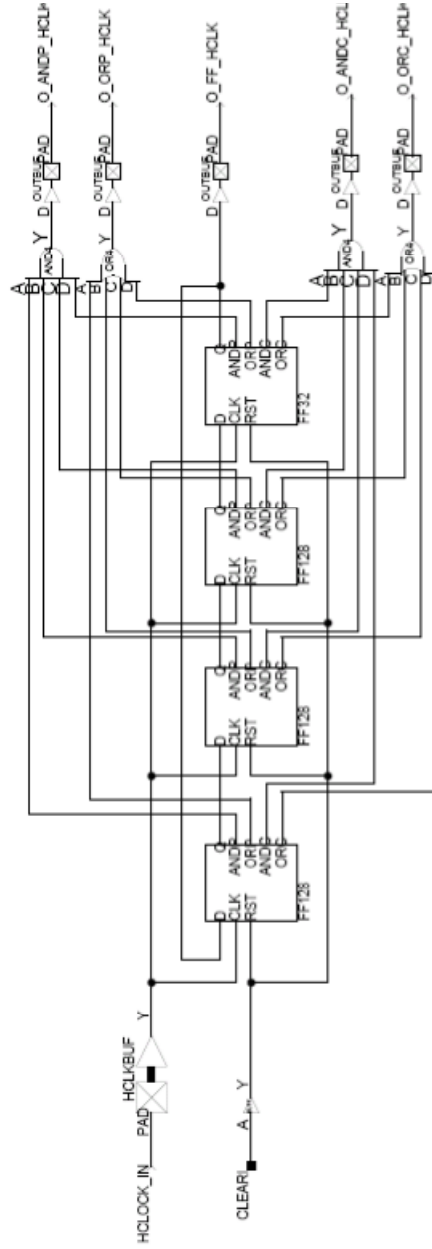 O_ANDP_HCLK
O_ORP_HCLK
O_FF_HCLK
O_ANDC_HCL
O_ORC_HCLK
OUTBUF
PAD
D
OUTBUF
PAD
D
D
PAD
OUTBUF
PAD
D
OUTBUF
PAD
D
Y
AND4
A
B
C
D
Y
OR4
A
B
C
D
Y
AND4
A
B
C
D
Y
OR4
A
B
C
D
D
CLK
RST
Q
ANDP
ORP
ANDC
ORC
FF32
D
CLK
RST
Q
ANDP
ORP
ANDC
ORC
FF128
D
CLK
RST
Q
ANDP
ORP
ANDC
ORC
FF128
D
CLK
RST
Q
ANDP
ORP
ANDC
ORC
FF128
HCLOCK_IN
PAD
HCLKBUF
Y
CLEARI
A
Y